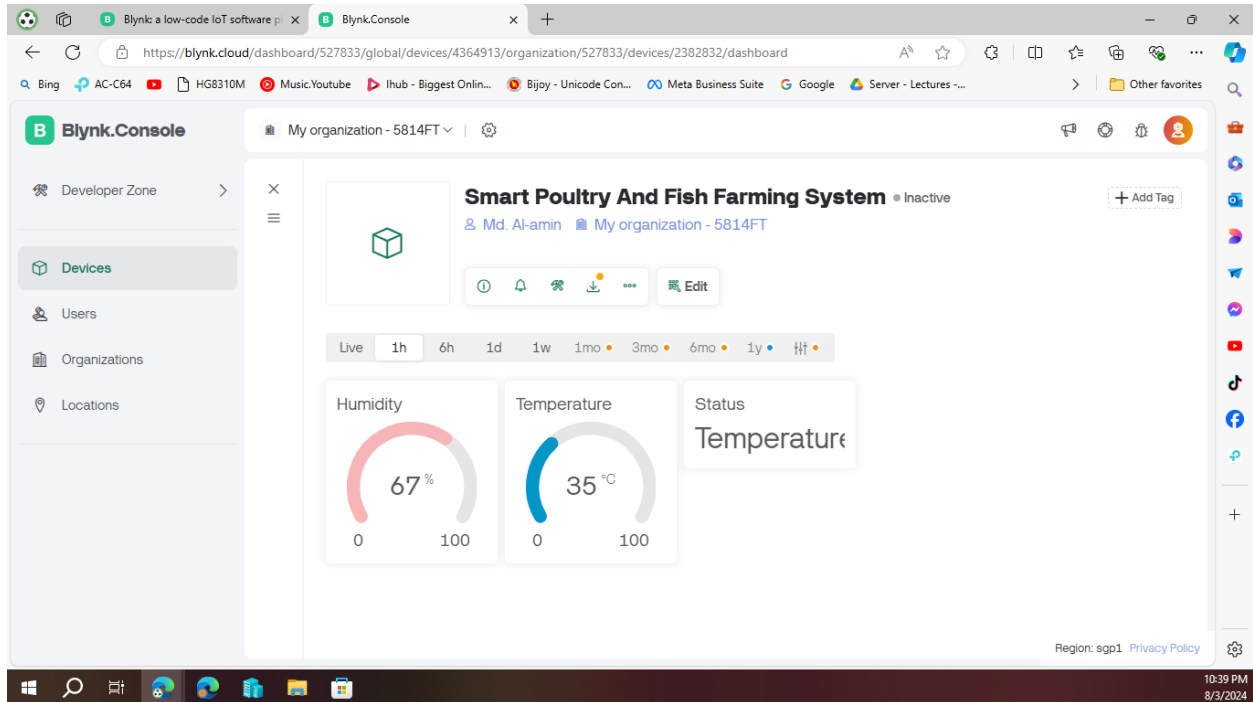 Blynk: a low-code IoT software pl
Blynk.Console
https://blynk.cloud/dashboard/527833/global/devices/4364913/organization/527833/devices/2382832/dashboard
Bing
AC-C64
HG8310M
Music.Youtube
Ihub - Biggest Onlin...
Bijoy - Unicode Con...
Meta Business Suite
Google
Server - Lectures -...
Other favorites
B Blynk.Console
My organization - 5814FT
Developer Zone
Smart Poultry And Fish Farming System Inactive
Add Tag
Md. Al-amin My organization - 5814FT
Devices
Edit
Users
Organizations
Locations
Live 1h 6h 1d 1w 1mo 3mo 6mo 1y
Humidity
67 %
0 100
Temperature
35 °C
0 100
Status
Temperature
Region: sgp1 Privacy Policy
10:39 PM
8/3/2024